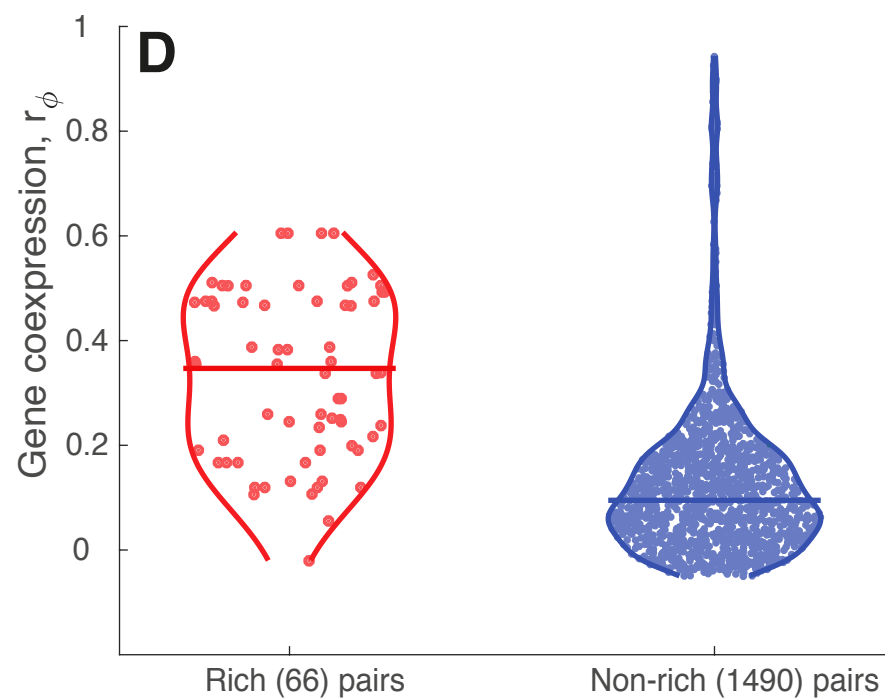 D
Gene coexpression, r_ϕ
1
0.8
0.6
0.4
0.2
0
Rich (66) pairs
Non-rich (1490) pairs